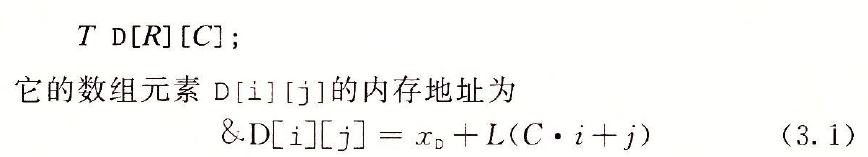 T D[R][C];
它的数组元素 D[i][j]的内存地址为
&D[i][j] = x_D + L(C · i + j) (3.1)